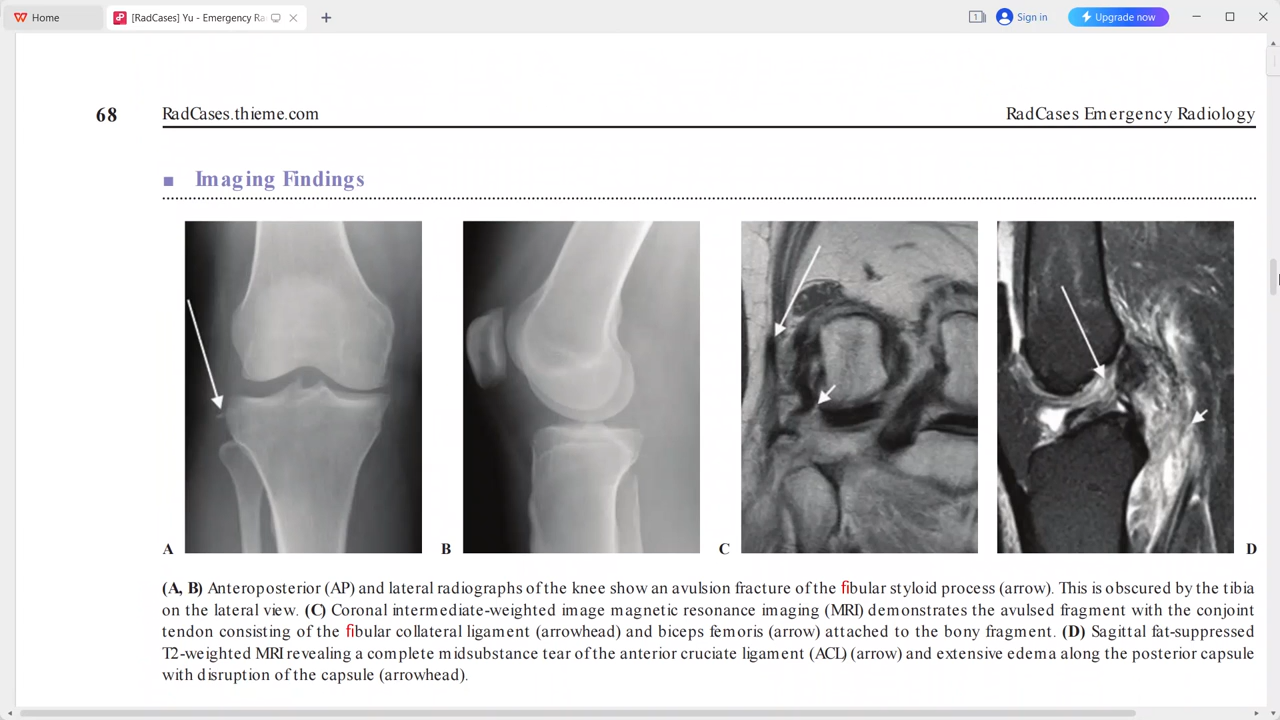 Home
[RadCases] Yu - Emergency Ra
1
Sign in
Upgrade now
68
RadCases.thieme.com
RadCases Emergency Radiology
Imaging Findings
A
B
C
D
(A, B) Anteroposterior (AP) and lateral radiographs of the knee show an avulsion fracture of the fibular styloid process (arrow). This is obscured by the tibia
on the lateral view. (C) Coronal intermediate-weighted image magnetic resonance imaging (MRI) demonstrates the avulsed fragment with the conjoint
tendon consisting of the fibular collateral ligament (arrowhead) and biceps femoris (arrow) attached to the bony fragment. (D) Sagittal fat-suppressed
T2-weighted MRI revealing a complete midsubstance tear of the anterior cruciate ligament (ACL) (arrow) and extensive edema along the posterior capsule
with disruption of the capsule (arrowhead).